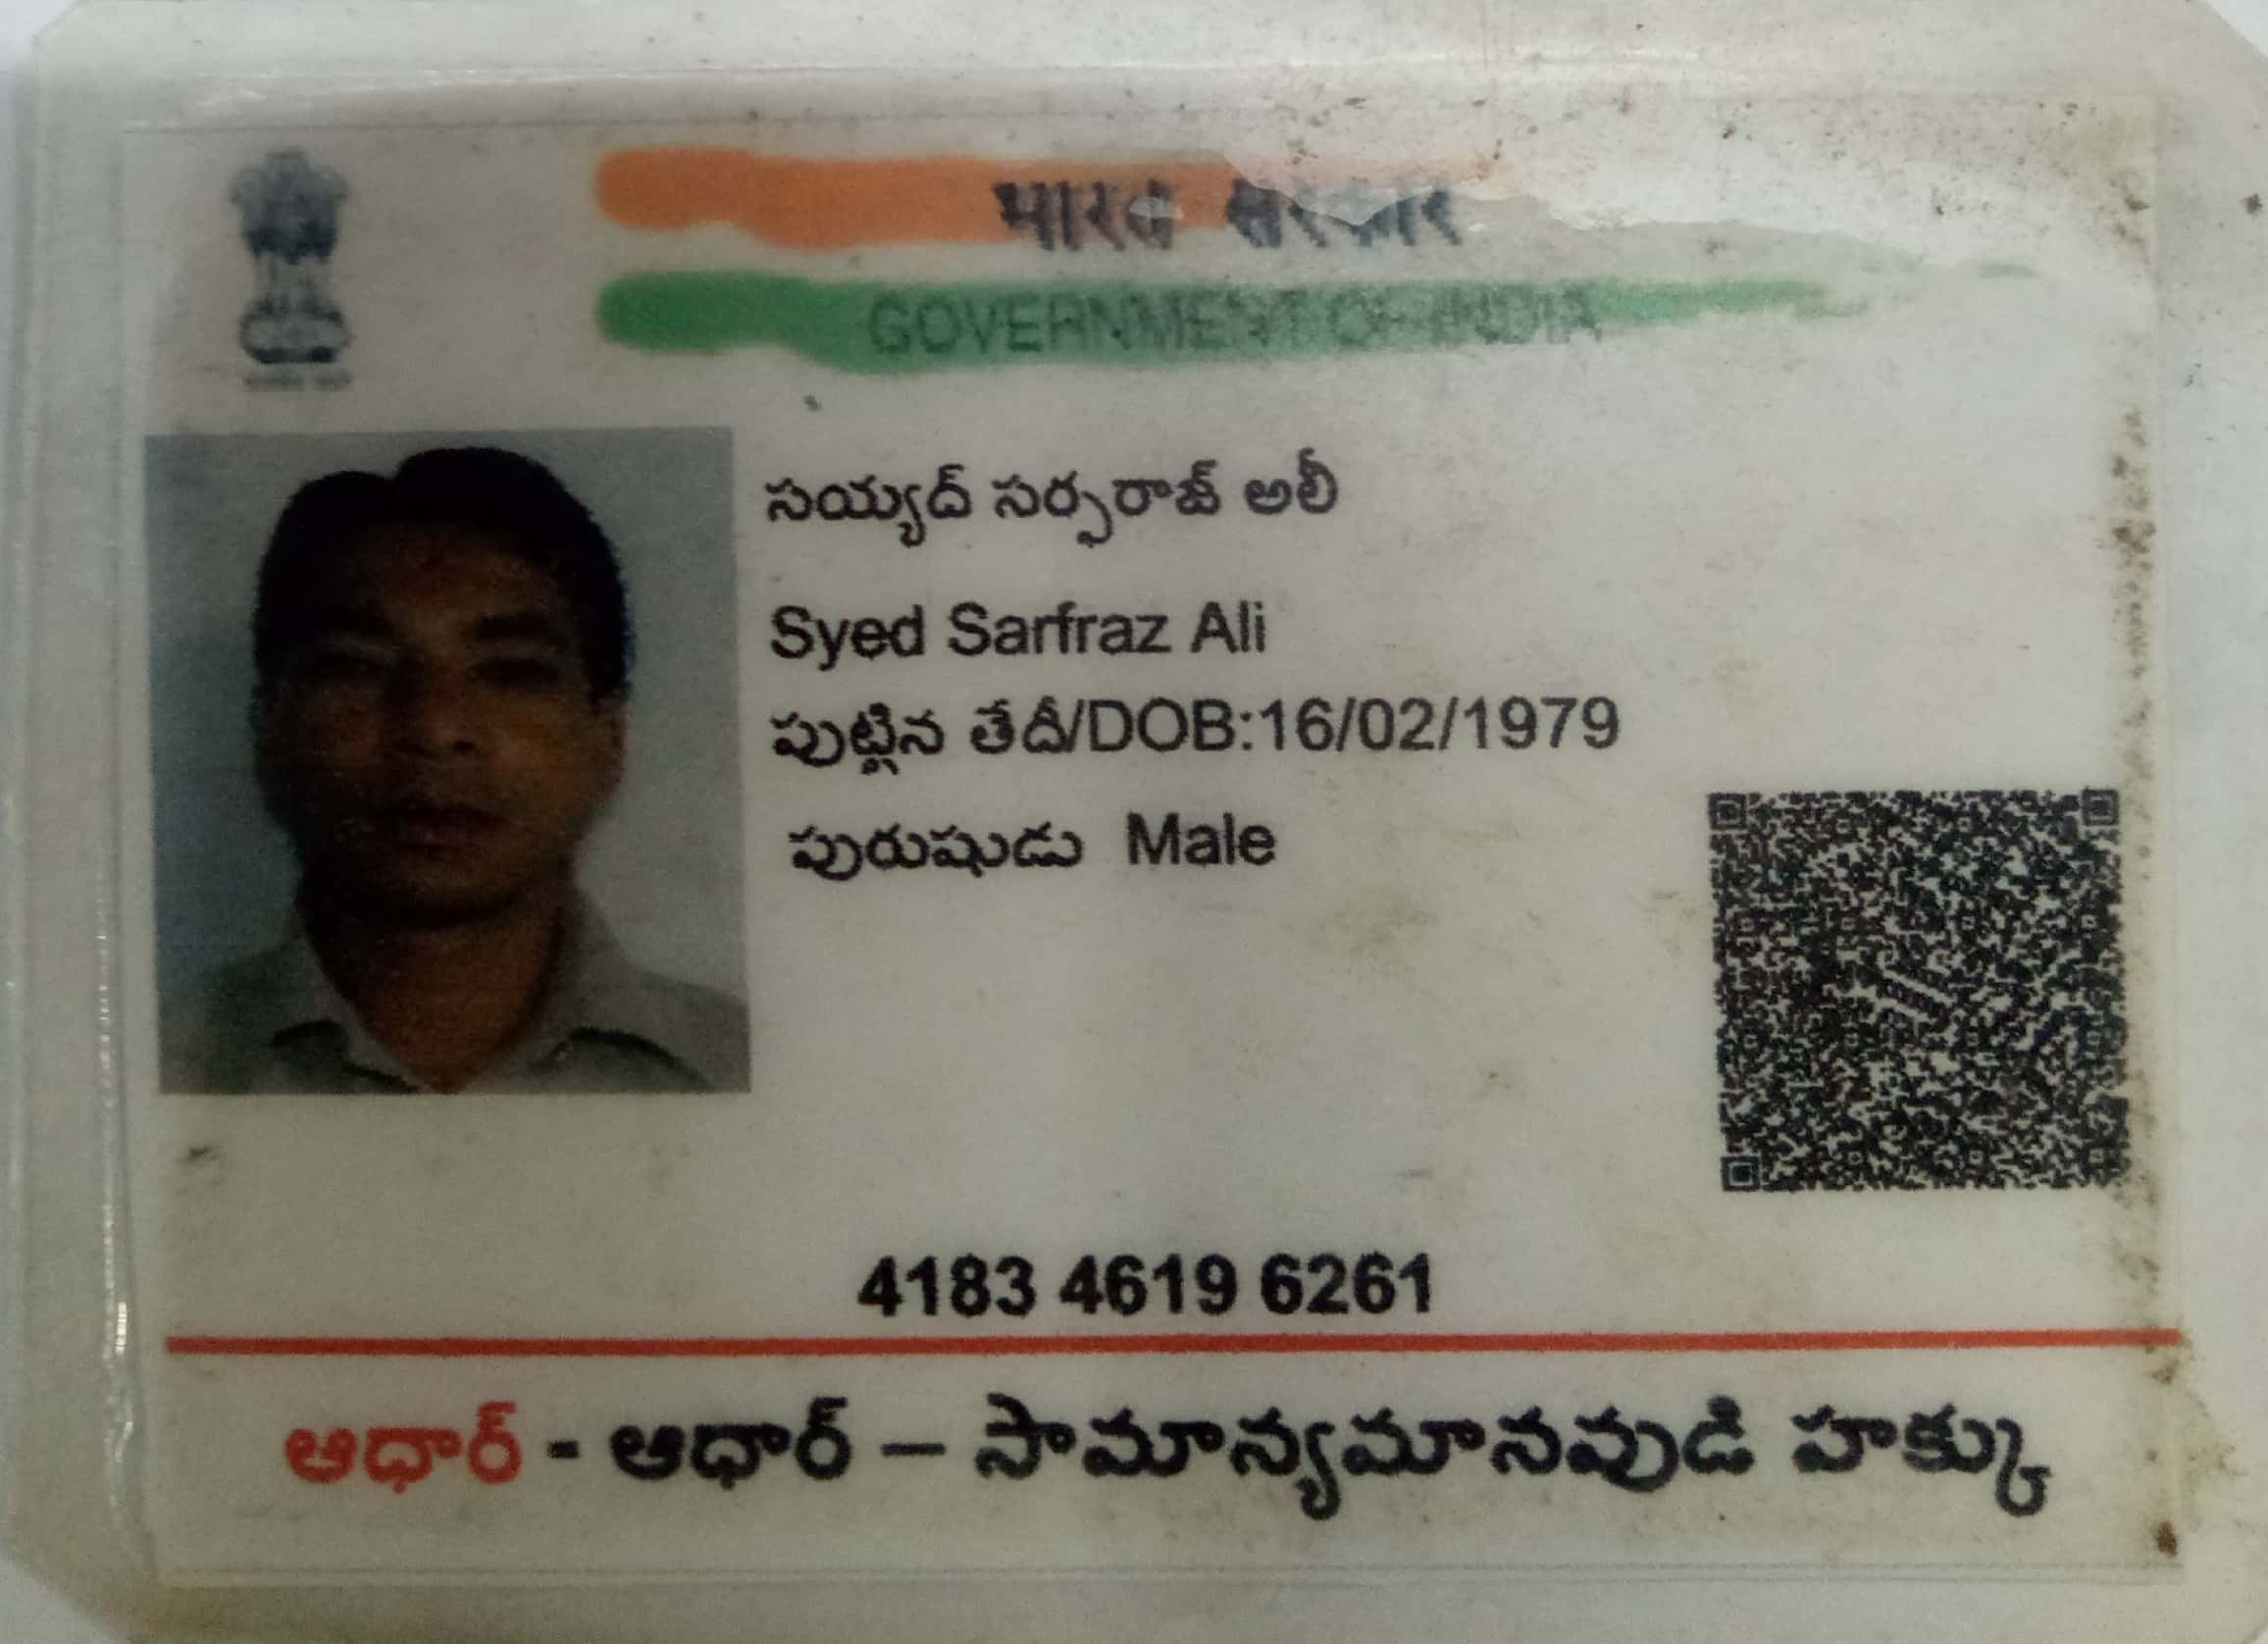 भारत सरकार
GOVERNMENT OF INDIA
సయ్యద్ సర్ఫరాజ్ అలీ
Syed Sarfraz Ali
పుట్టిన తేదీ/DOB:16/02/1979
పురుషుడు Male
4183 4619 6261
ఆధార్ - ఆధార్ – సామాన్యమానవుడి హక్కు